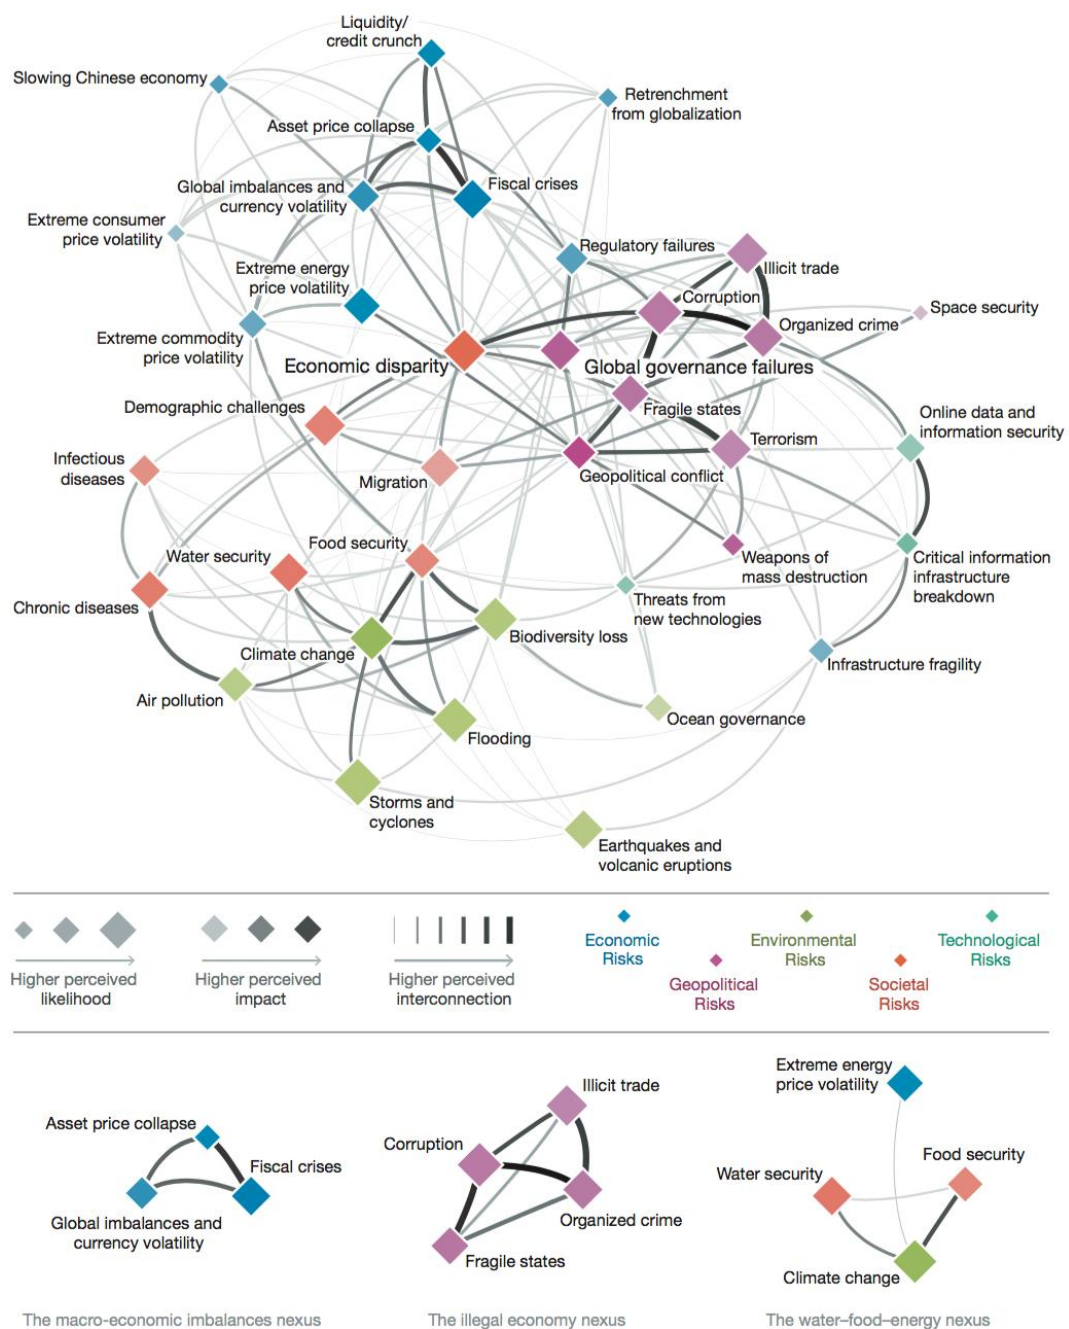 Liquidity/
credit crunch
Slowing Chinese economy
Retrenchment
from globalization
Asset price collapse
Global imbalances and
currency volatility
Fiscal crises
Extreme consumer
price volatility
Regulatory failures
Illicit trade
Extreme energy
price volatility
Corruption
Space security
Organized crime
Extreme commodity
price volatility
Economic disparity
Global governance failures
Demographic challenges
Fragile states
Online data and
information security
Terrorism
Infectious
diseases
Migration
Geopolitical conflict
Water security
Food security
Weapons of
mass destruction
Critical information
infrastructure
breakdown
Chronic diseases
Threats from
new technologies
Biodiversity loss
Climate change
Infrastructure fragility
Air pollution
Ocean governance
Flooding
Storms and
cyclones
Earthquakes and
volcanic eruptions
Higher perceived
likelihood
Higher perceived
impact
Higher perceived
interconnection
Economic
Risks
Geopolitical
Risks
Environmental
Risks
Societal
Risks
Technological
Risks
Asset price collapse
Fiscal crises
Global imbalances and
currency volatility
The macro-economic imbalances nexus
Illicit trade
Corruption
Organized crime
Fragile states
The illegal economy nexus
Extreme energy
price volatility
Food security
Water security
Climate change
The water–food–energy nexus